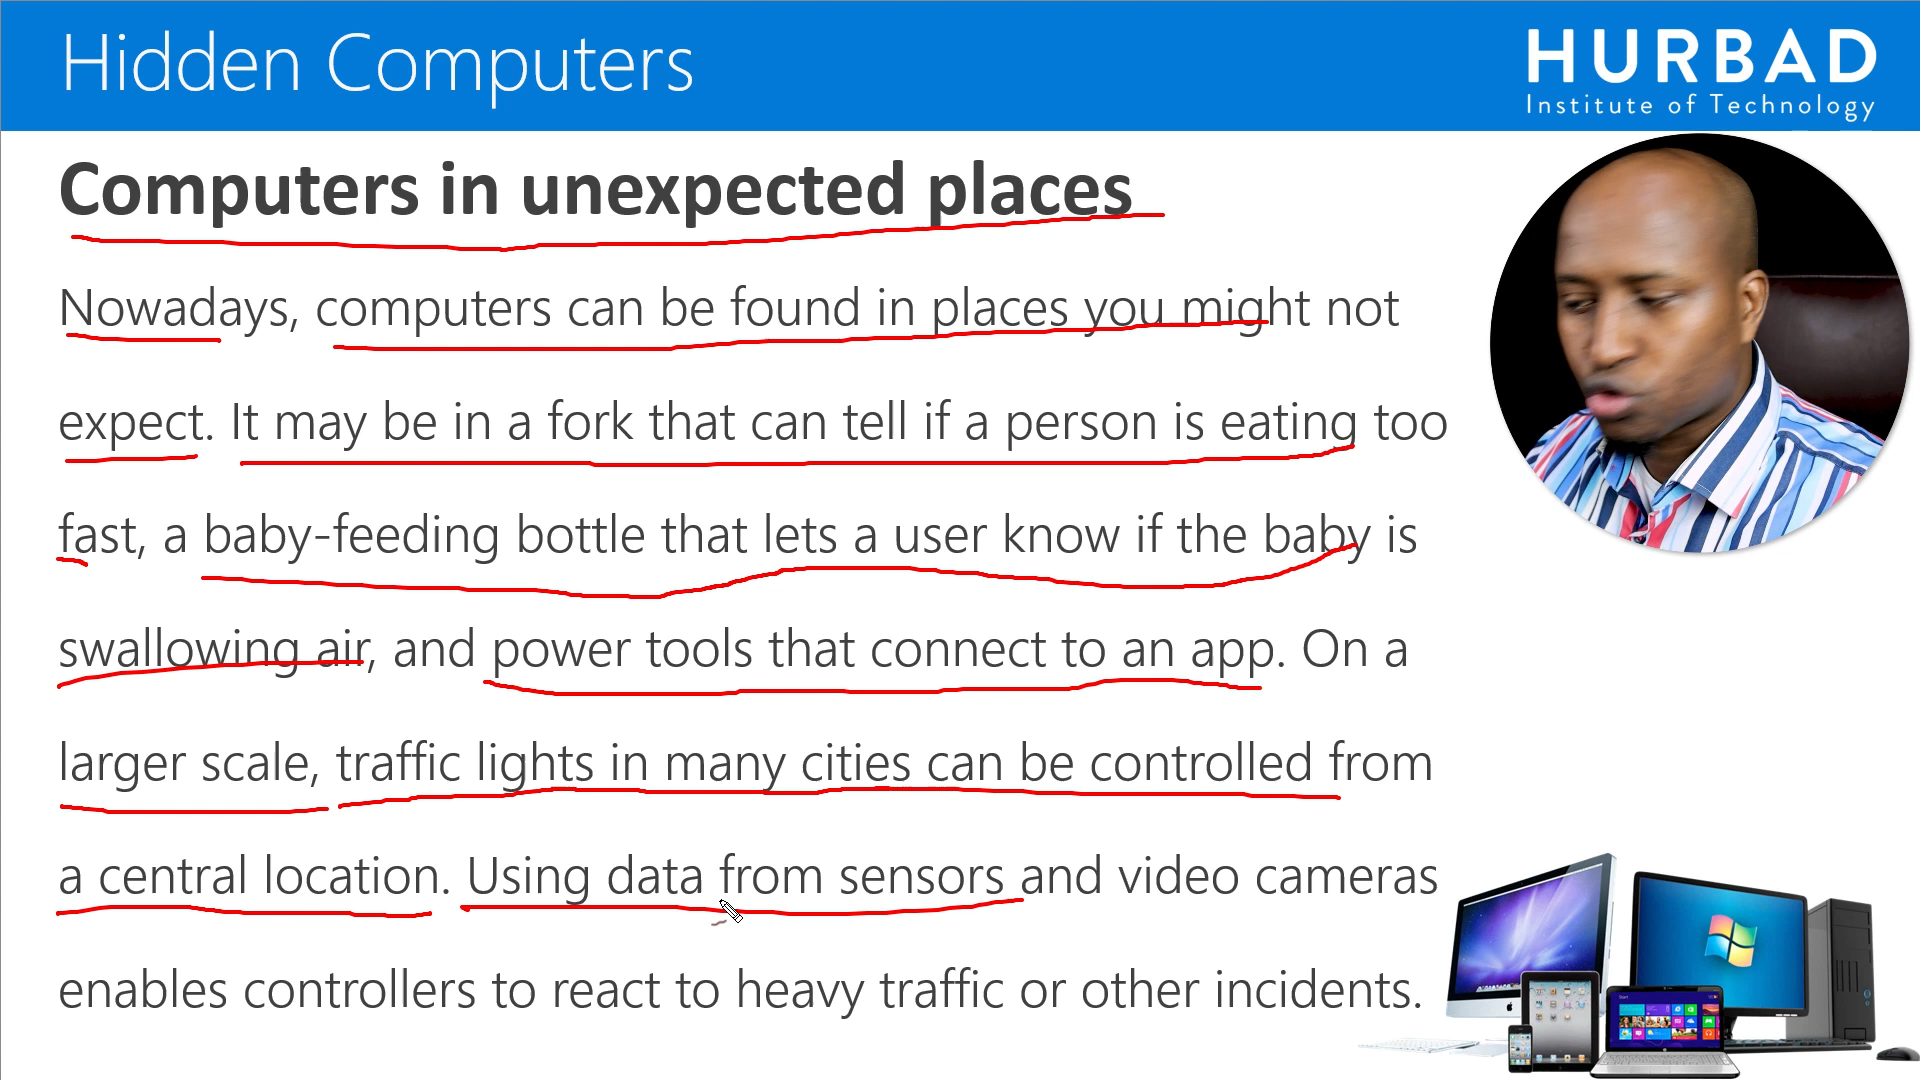 Hidden Computers
HURBAD
Institute of Technology
Computers in unexpected places
Nowadays, computers can be found in places you might not
expect. It may be in a fork that can tell if a person is eating too
fast, a baby-feeding bottle that lets a user know if the baby is
swallowing air, and power tools that connect to an app. On a
larger scale, traffic lights in many cities can be controlled from
a central location. Using data from sensors and video cameras
enables controllers to react to heavy traffic or other incidents.
Start